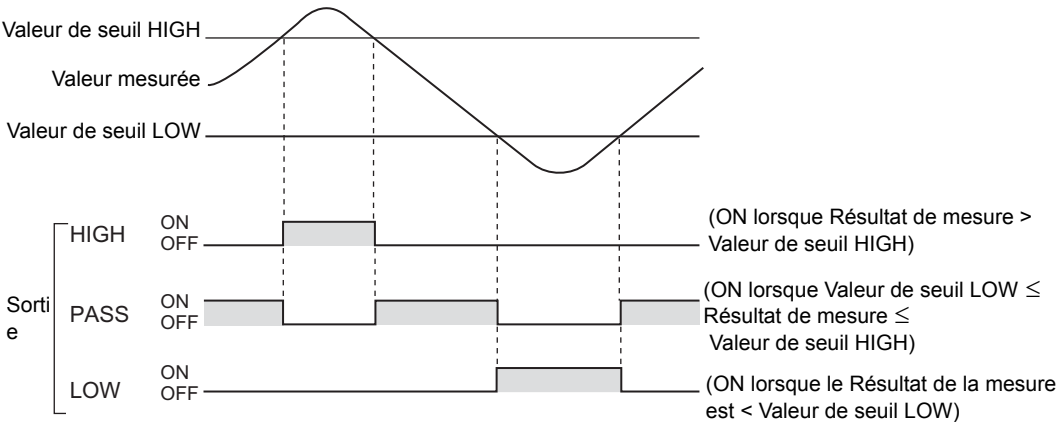 Valeur de seuil HIGH
Valeur mesurée
Valeur de seuil LOW
Sorti
e
HIGH
ON
OFF
(ON lorsque Résultat de mesure >
Valeur de seuil HIGH)
PASS
ON
OFF
(ON lorsque Valeur de seuil LOW ≤
Résultat de mesure ≤
Valeur de seuil HIGH)
LOW
ON
OFF
(ON lorsque le Résultat de la mesure
est < Valeur de seuil LOW)